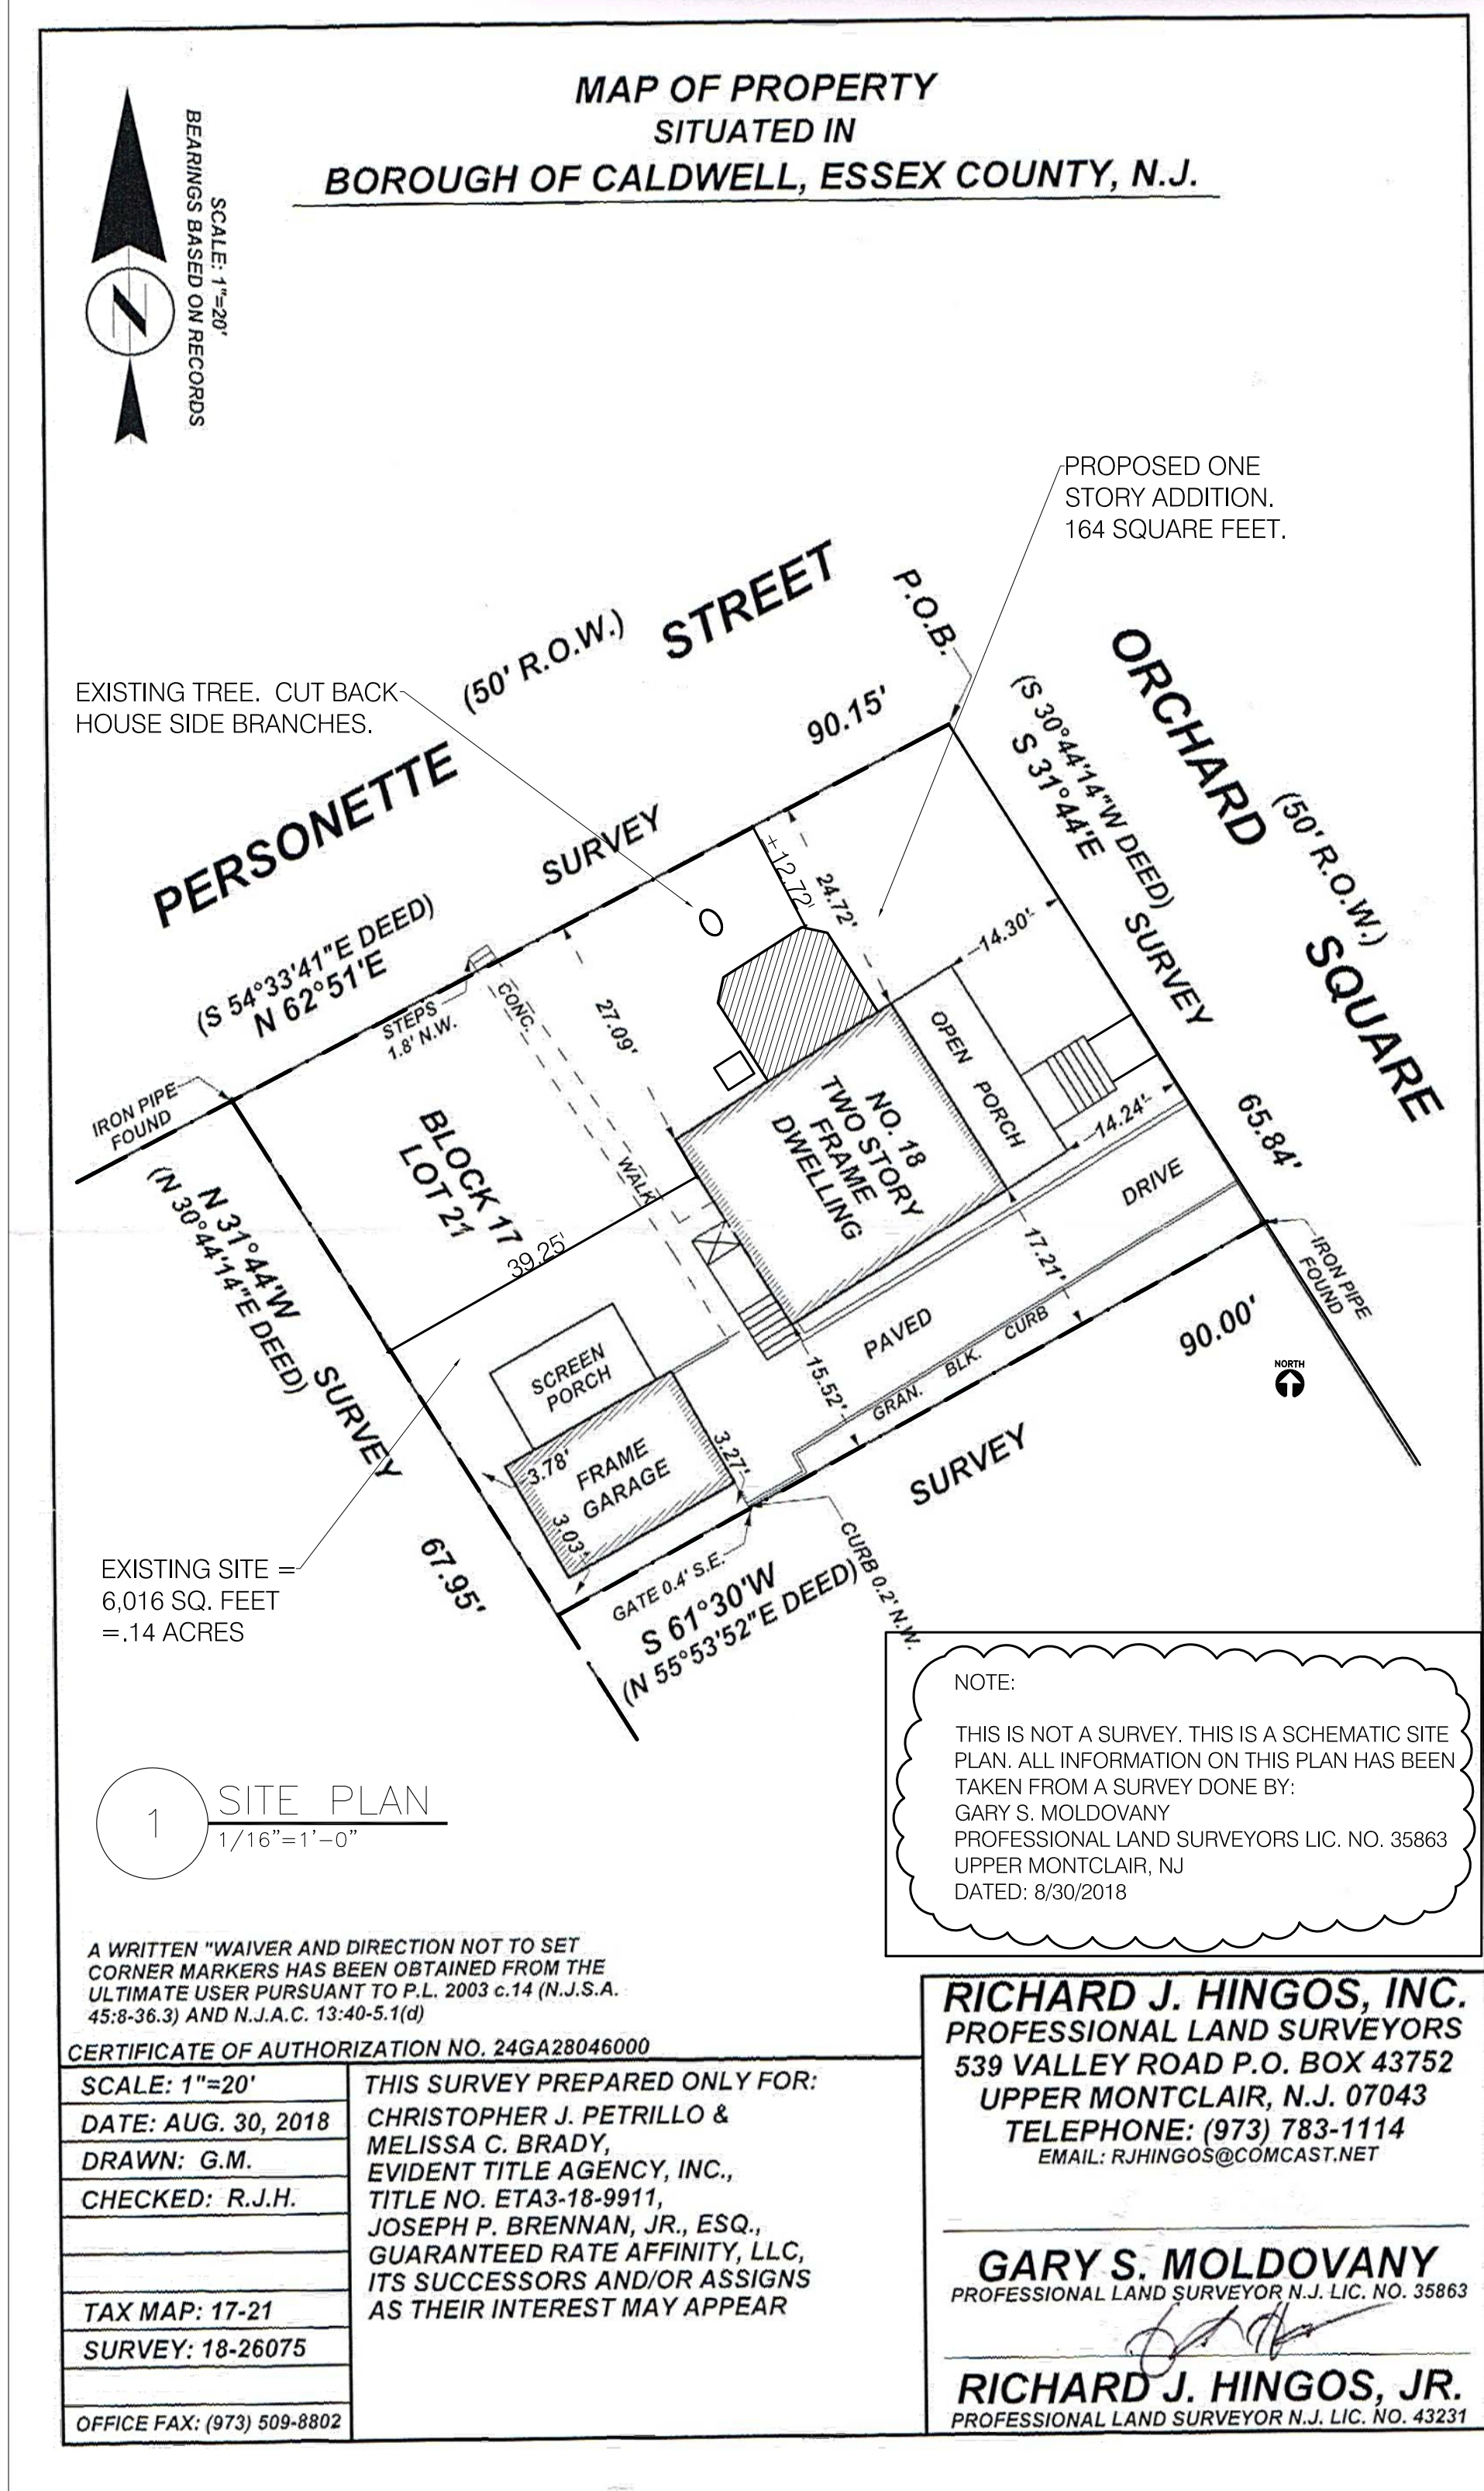 MAP OF PROPERTY
SITUATED IN
BOROUGH OF CALDWELL, ESSEX COUNTY, N.J.
SCALE: 1"=20'
BEARINGS BASED ON RECORDS
N
PROPOSED ONE
STORY ADDITION.
164 SQUARE FEET.
EXISTING TREE. CUT BACK
HOUSE SIDE BRANCHES.
PERSONETTE
(50' R.O.W.)
STREET
P.O.B.
ORCHARD
(50' R.O.W.)
SQUARE
90.15'
SURVEY
(S 54°33'41"E DEED)
N 62°51'E
(S 30°44'14"W DEED)
S 31°44'E
SURVEY
65.84'
+12.72'
24.72'
14.30'
27.09'
STEPS
1.8' N.W.
CONC.
WALK
IRON PIPE
FOUND
BLOCK 17
LOT 21
39.25'
OPEN
PORCH
NO. 18
TWO STORY
FRAME
DWELLING
14.24'
DRIVE
PAVED
17.21'
15.52'
GRAN.
BLK.
CURB
IRON PIPE
FOUND
90.00'
NORTH
SURVEY
N 31°44'W
(N 30°44'14"E DEED)
SURVEY
67.95'
SCREEN
PORCH
FRAME
GARAGE
3.78'
3.03'
3.27'
GATE 0.4' S.E.
CURB 0.2' N.W.
S 61°30'W
(N 55°53'52"E DEED)
EXISTING SITE =
6,016 SQ. FEET
=.14 ACRES
NOTE:
THIS IS NOT A SURVEY. THIS IS A SCHEMATIC SITE
PLAN. ALL INFORMATION ON THIS PLAN HAS BEEN
TAKEN FROM A SURVEY DONE BY:
GARY S. MOLDOVANY
PROFESSIONAL LAND SURVEYORS LIC. NO. 35863
UPPER MONTCLAIR, NJ
DATED: 8/30/2018
1
SITE PLAN
1/16"=1'-0"
A WRITTEN "WAIVER AND DIRECTION NOT TO SET
CORNER MARKERS HAS BEEN OBTAINED FROM THE
ULTIMATE USER PURSUANT TO P.L. 2003 c.14 (N.J.S.A.
45:8-36.3) AND N.J.A.C. 13:40-5.1(d)
CERTIFICATE OF AUTHORIZATION NO. 24GA28046000
SCALE: 1"=20'
DATE: AUG. 30, 2018
DRAWN: G.M.
CHECKED: R.J.H.
TAX MAP: 17-21
SURVEY: 18-26075
OFFICE FAX: (973) 509-8802
THIS SURVEY PREPARED ONLY FOR:
CHRISTOPHER J. PETRILLO &
MELISSA C. BRADY,
EVIDENT TITLE AGENCY, INC.,
TITLE NO. ETA3-18-9911,
JOSEPH P. BRENNAN, JR., ESQ.,
GUARANTEED RATE AFFINITY, LLC,
ITS SUCCESSORS AND/OR ASSIGNS
AS THEIR INTEREST MAY APPEAR
RICHARD J. HINGOS, INC.
PROFESSIONAL LAND SURVEYORS
539 VALLEY ROAD P.O. BOX 43752
UPPER MONTCLAIR, N.J. 07043
TELEPHONE: (973) 783-1114
EMAIL: RJHINGOS@COMCAST.NET
GARY S. MOLDOVANY
PROFESSIONAL LAND SURVEYOR N.J. LIC. NO. 35863
RICHARD J. HINGOS, JR.
PROFESSIONAL LAND SURVEYOR N.J. LIC. NO. 43231